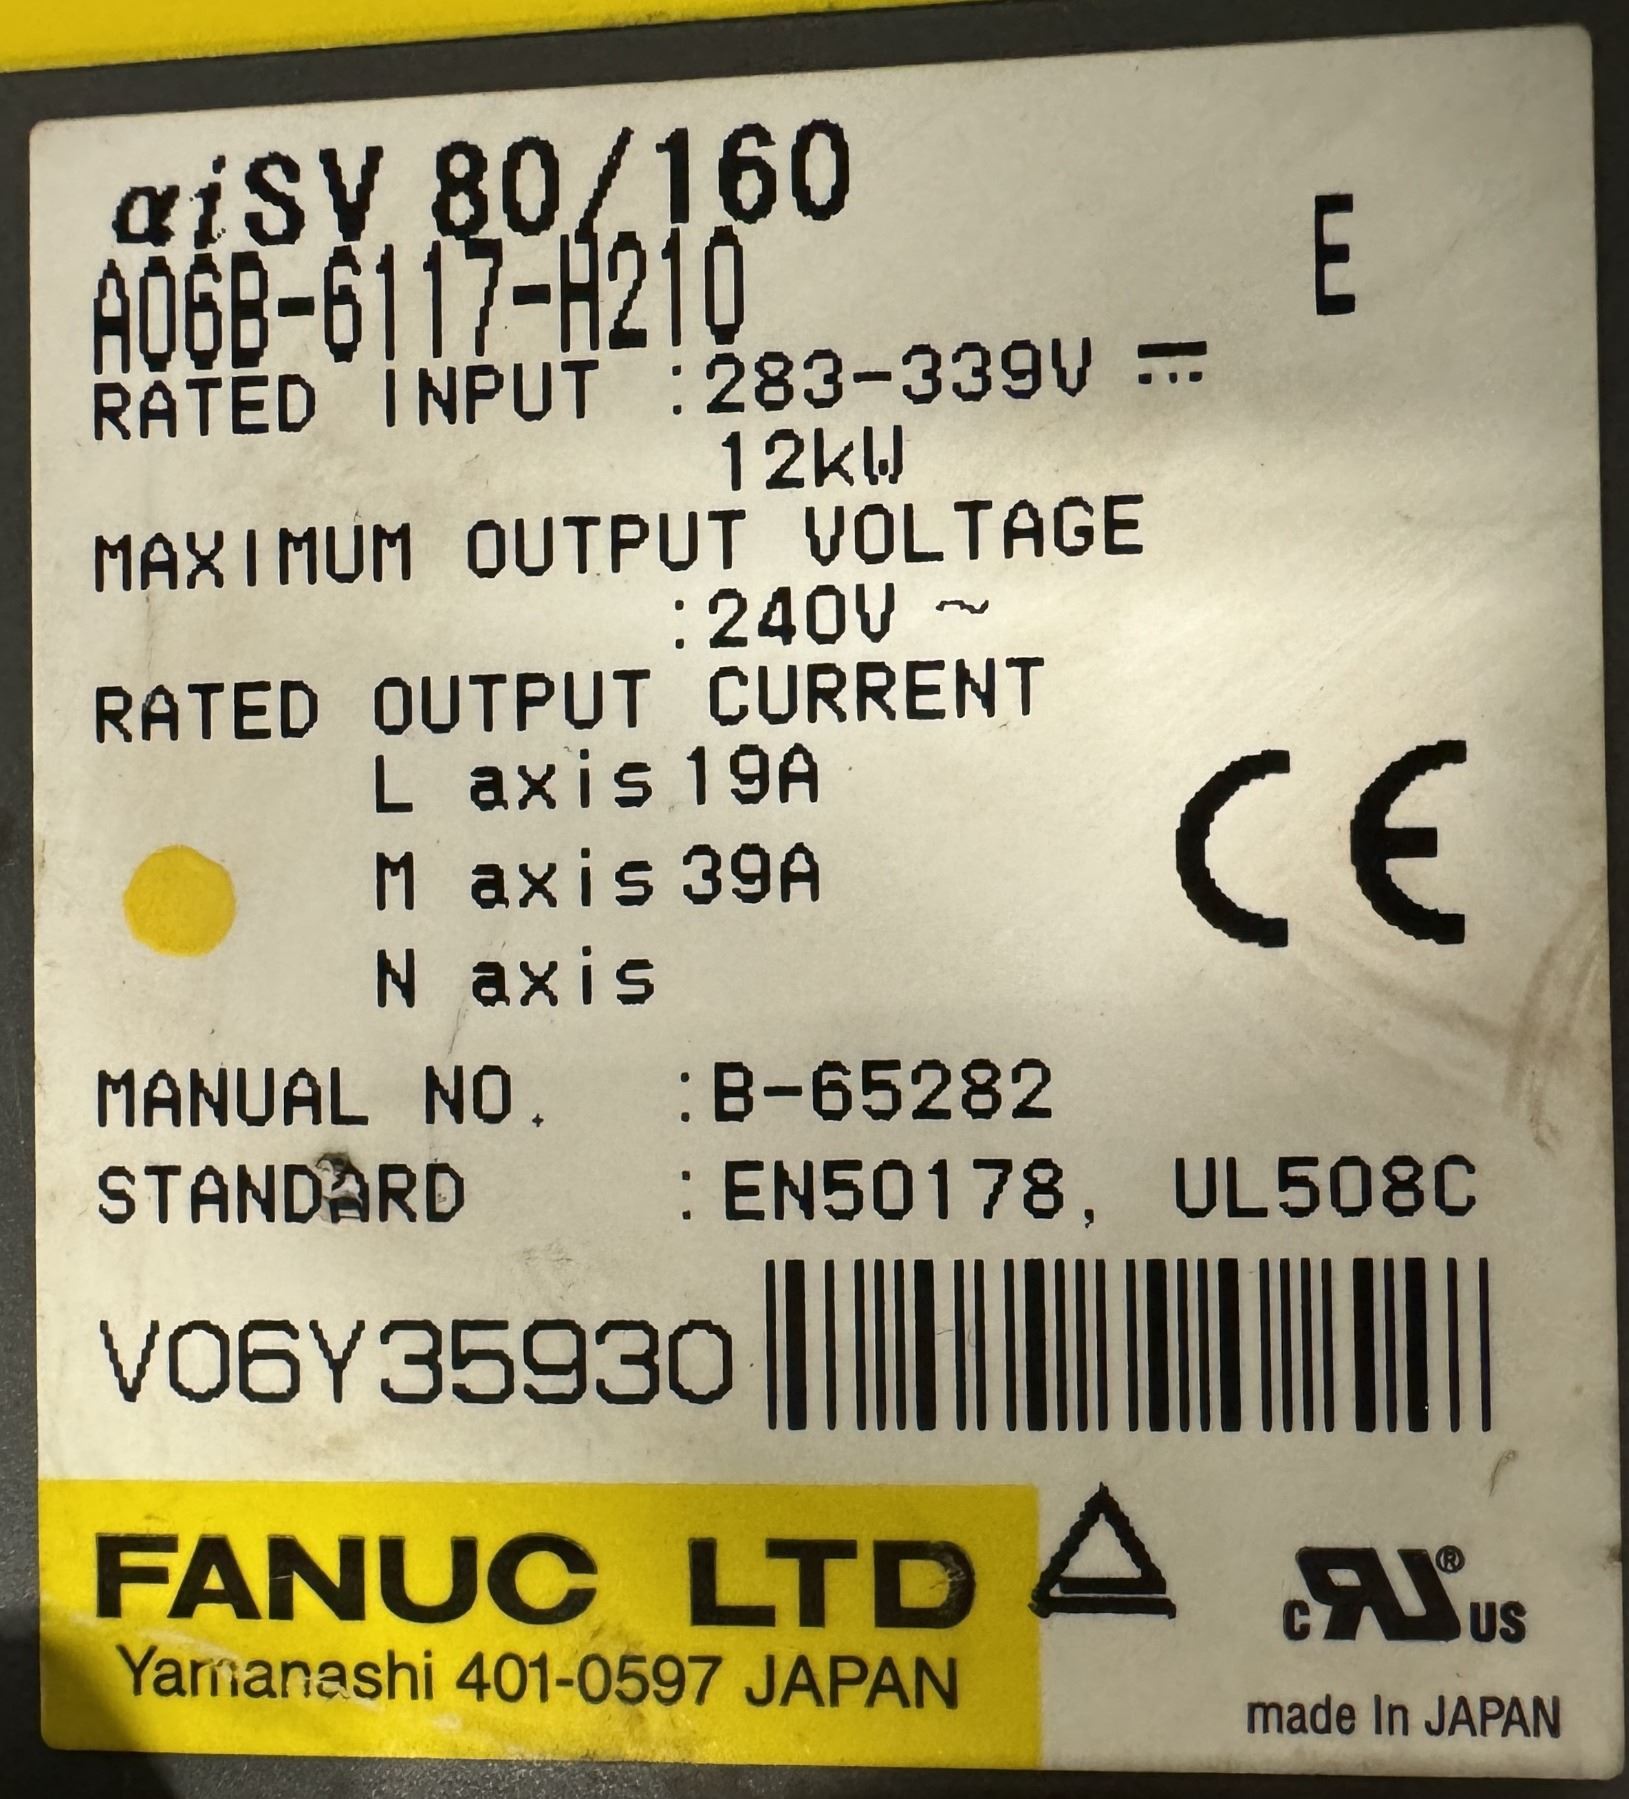 αiSV 80/160
E
A06B-6117-H210
RATED INPUT :283-339V ⎓
12kW
MAXIMUM OUTPUT VOLTAGE
:240V ~
RATED OUTPUT CURRENT
L axis 19A
M axis 39A
N axis
CE
MANUAL NO. :B-65282
STANDARD :EN50178, UL508C
V06Y35930
FANUC LTD
Yamanashi 401-0597 JAPAN
c RU ® US
made In JAPAN